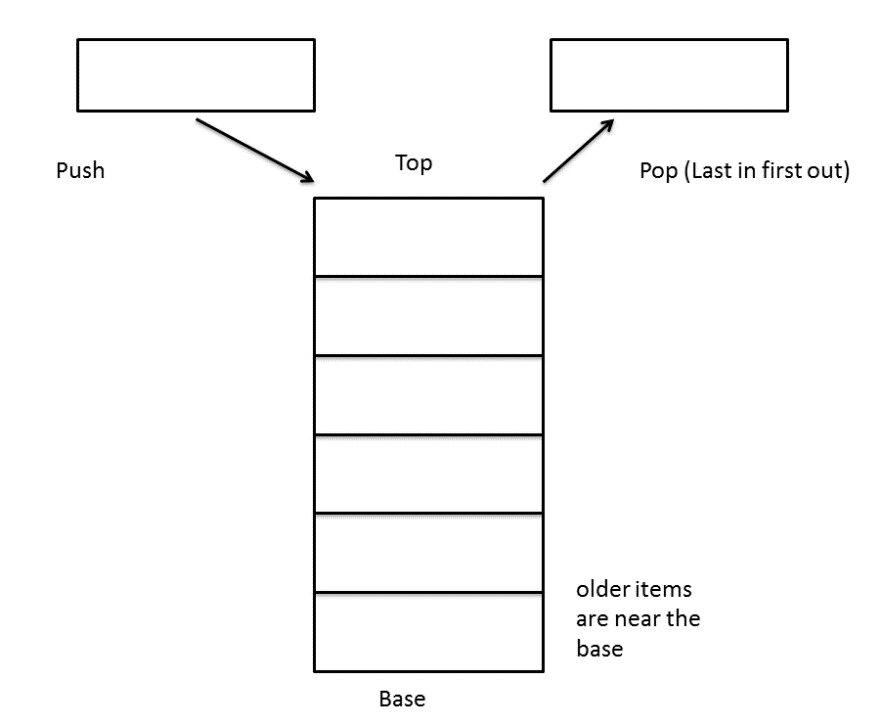 Push
Top
Pop (Last in first out)
older items
are near the
base
Base